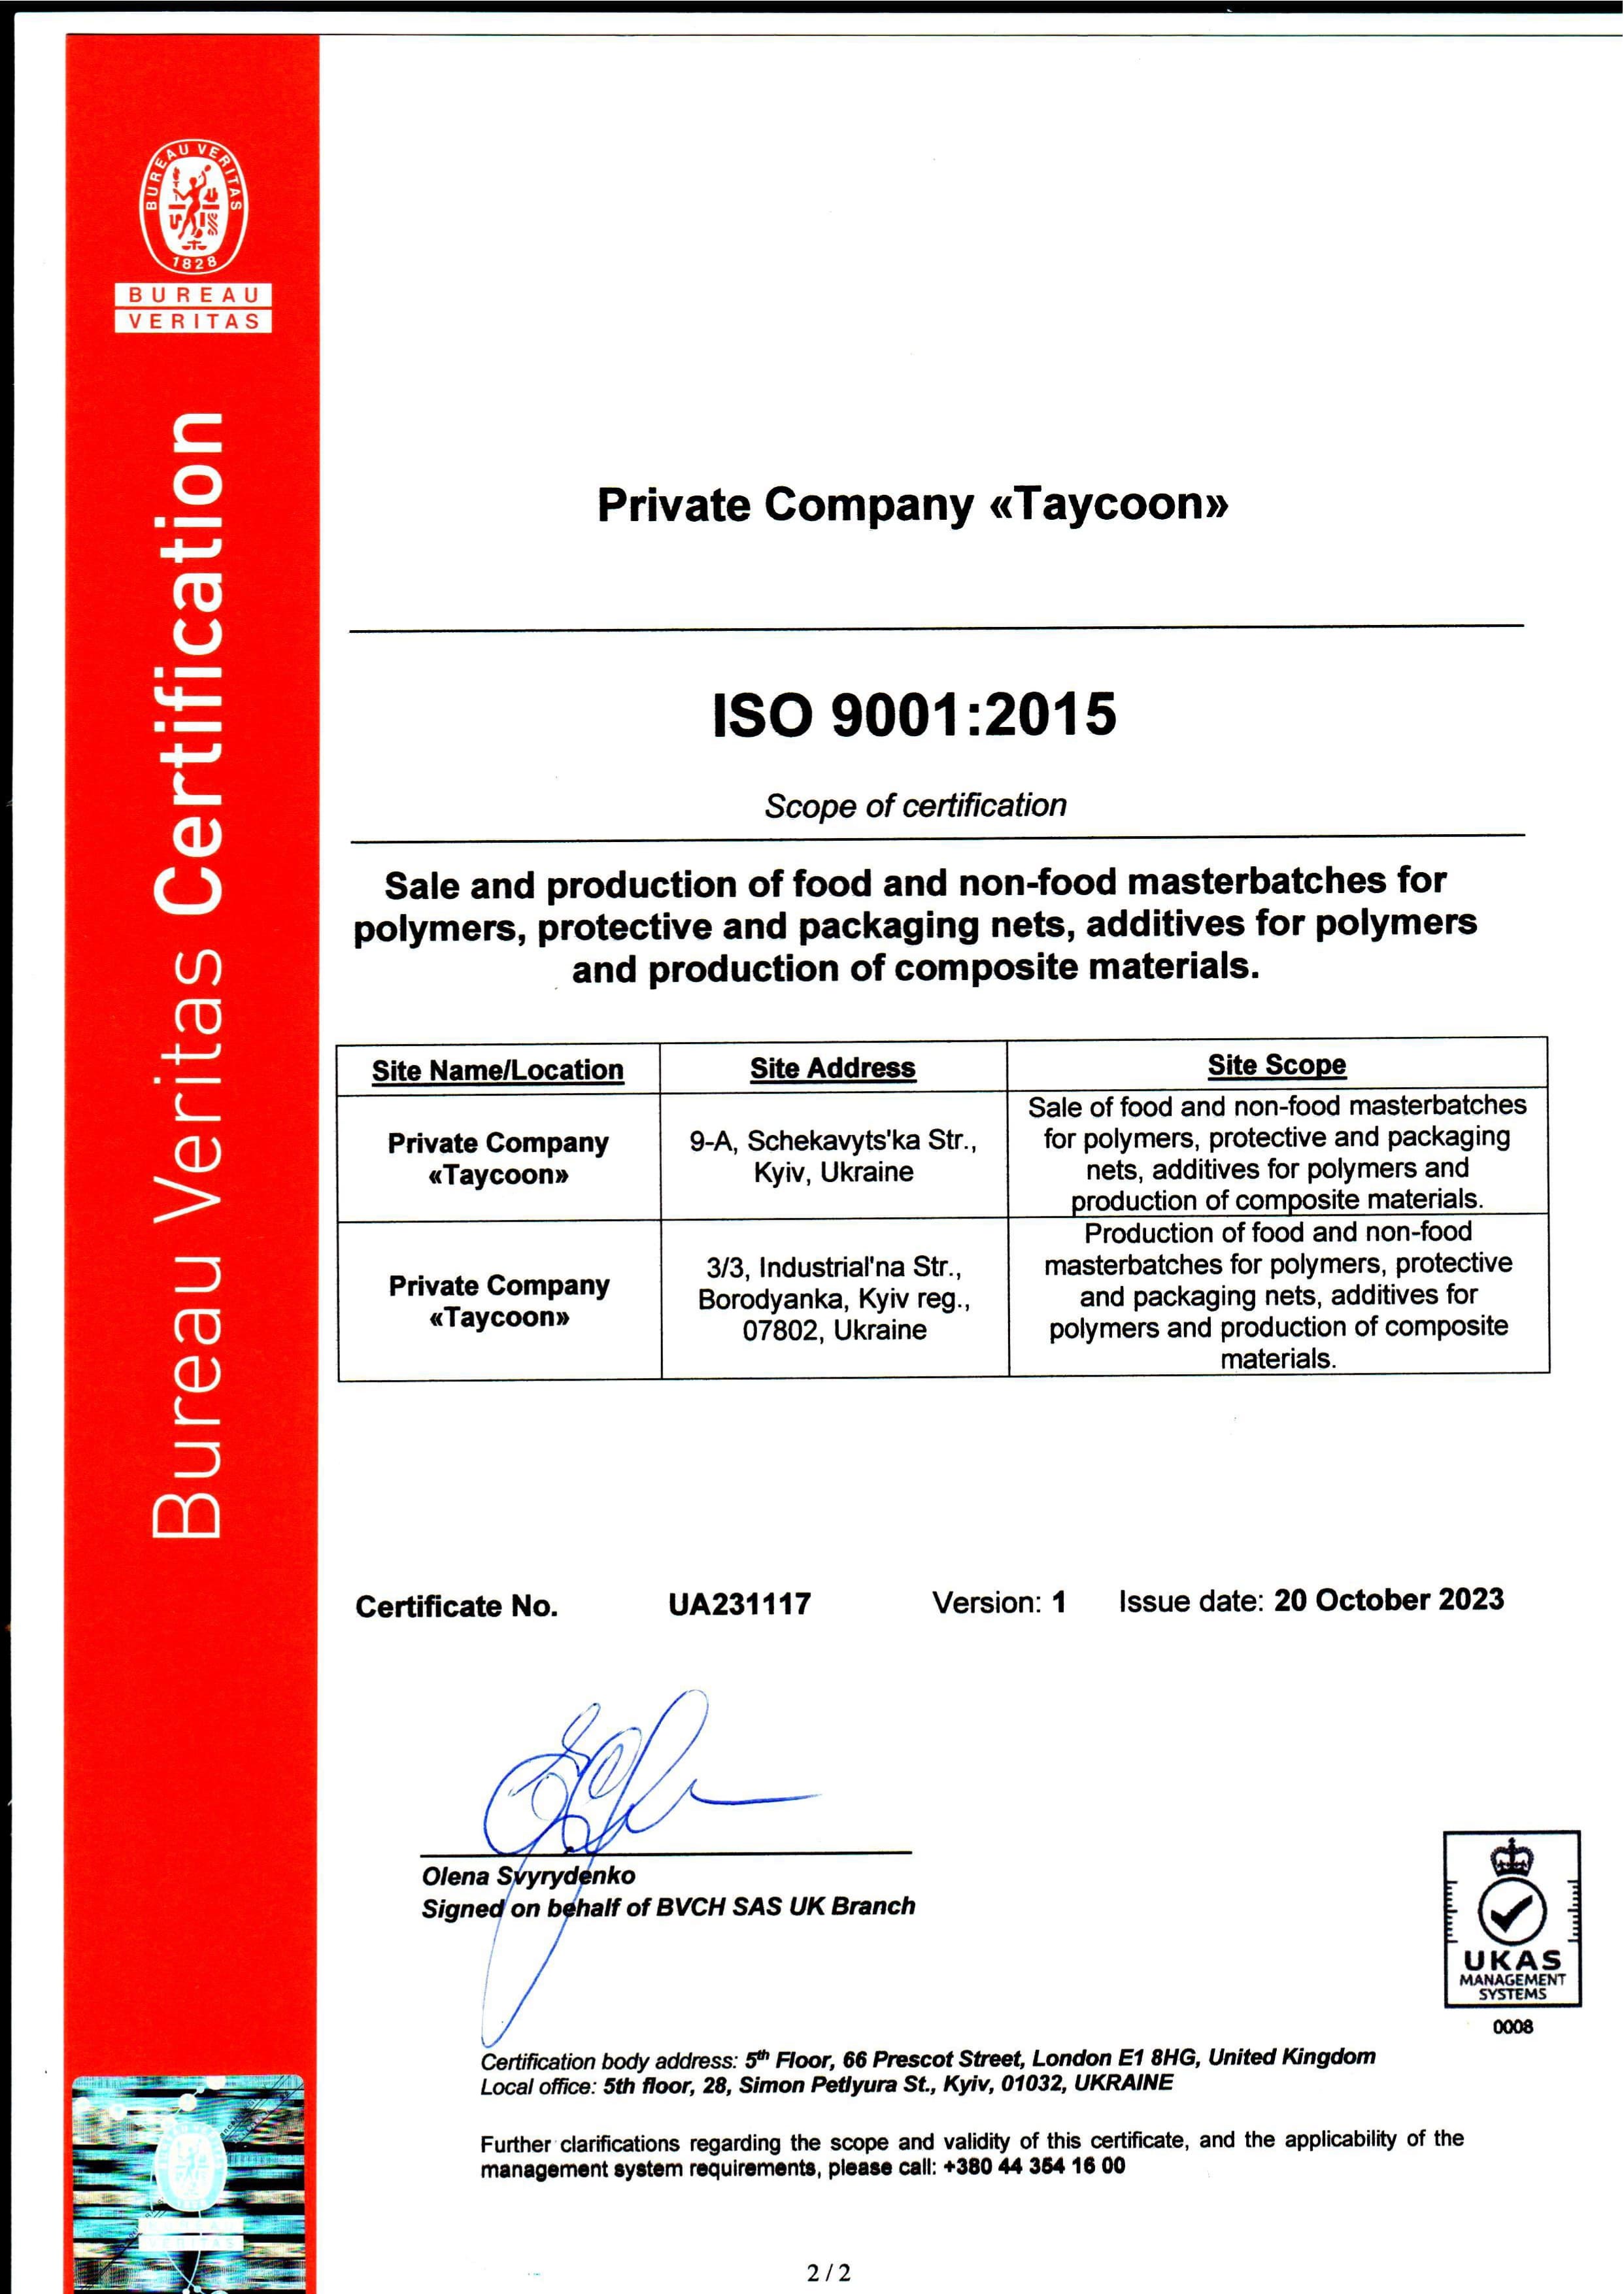 BUREAU VERITAS
1828
BUREAU
VERITAS
Bureau Veritas Certification
Private Company «Taycoon»
ISO 9001:2015
Scope of certification
Sale and production of food and non-food masterbatches for
polymers, protective and packaging nets, additives for polymers
and production of composite materials.
Site Name/Location
Site Address
Site Scope
Private Company
«Taycoon»
9-A, Schekavyts'ka Str.,
Kyiv, Ukraine
Sale of food and non-food masterbatches
for polymers, protective and packaging
nets, additives for polymers and
production of composite materials.
Private Company
«Taycoon»
3/3, Industrial'na Str.,
Borodyanka, Kyiv reg.,
07802, Ukraine
Production of food and non-food
masterbatches for polymers, protective
and packaging nets, additives for
polymers and production of composite
materials.
Certificate No. UA231117 Version: 1 Issue date: 20 October 2023
Olena Svyrydenko
Signed on behalf of BVCH SAS UK Branch
UKAS
MANAGEMENT
SYSTEMS
0008
Certification body address: 5th Floor, 66 Prescot Street, London E1 8HG, United Kingdom
Local office: 5th floor, 28, Simon Petlyura St., Kyiv, 01032, UKRAINE
Further clarifications regarding the scope and validity of this certificate, and the applicability of the
management system requirements, please call: +380 44 364 16 00
2 / 2